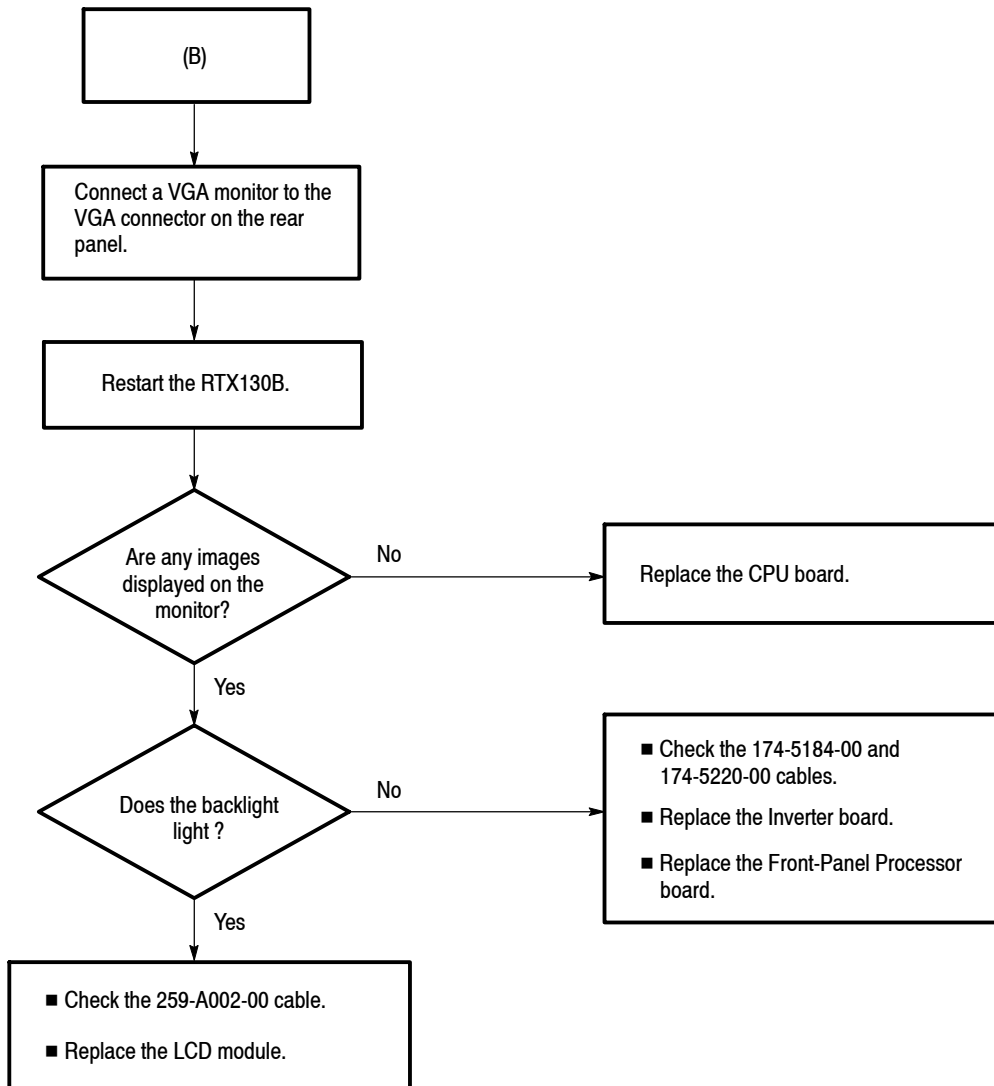 (B)
Connect a VGA monitor to the
VGA connector on the rear
panel.
Restart the RTX130B.
Are any images
displayed on the
monitor?
No
Replace the CPU board.
Yes
Does the backlight
light ?
No
■ Check the 174-5184-00 and
174-5220-00 cables.
■ Replace the Inverter board.
■ Replace the Front-Panel Processor
board.
Yes
■ Check the 259-A002-00 cable.
■ Replace the LCD module.